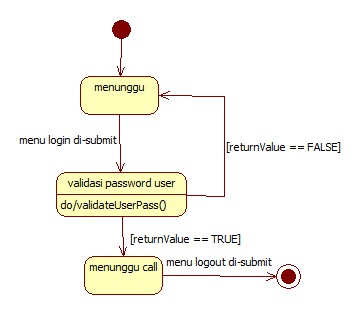 menunggu
menu login di-submit
[returnValue == FALSE]
validasi password user
do/validateUserPass()
[returnValue == TRUE]
menunggu call
menu logout di-submit